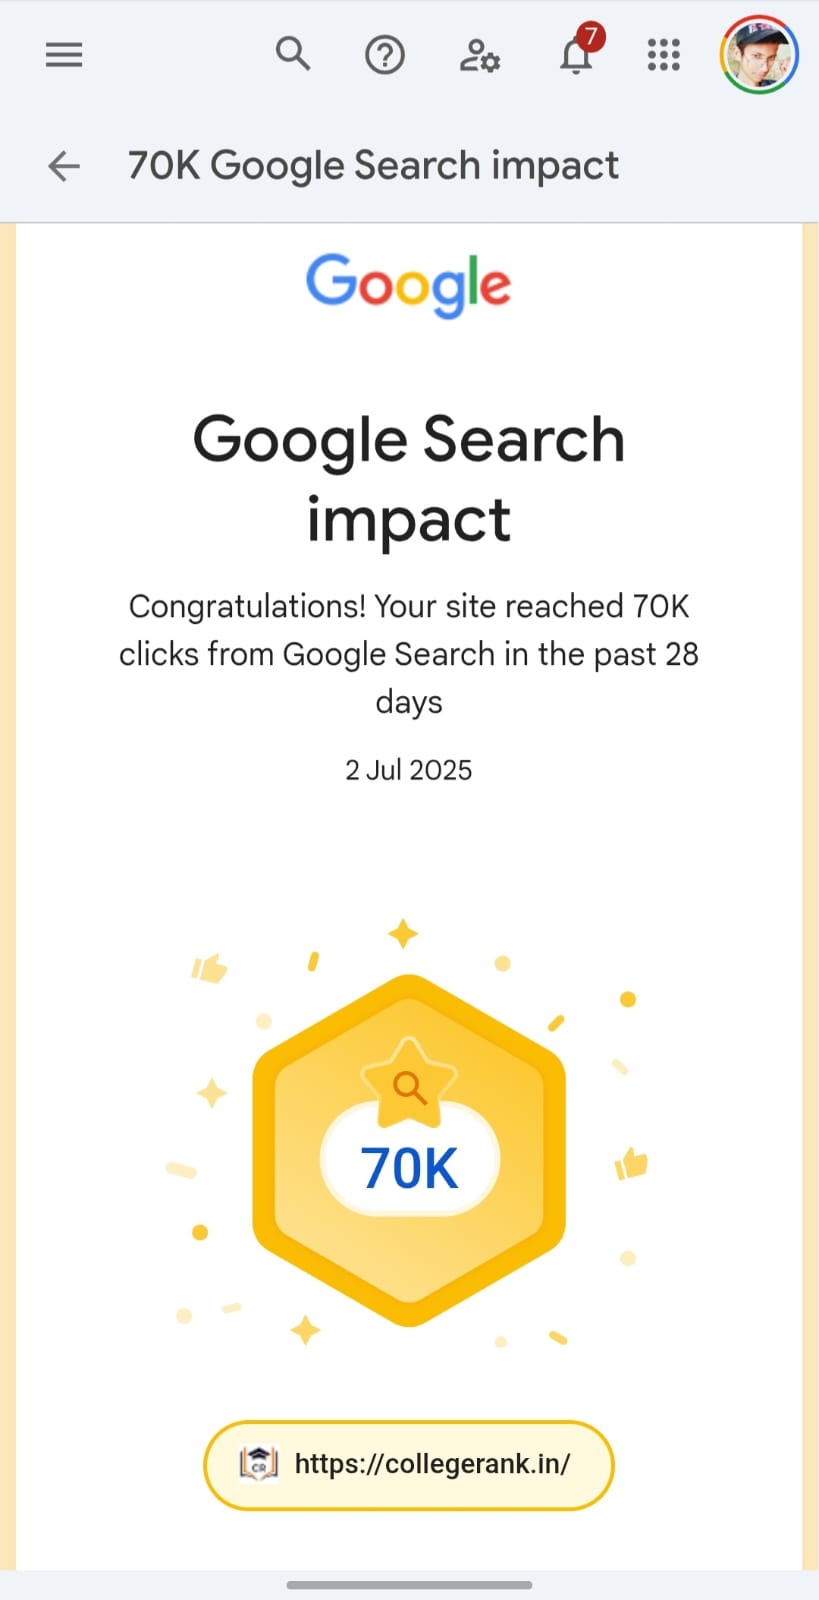 7
70K Google Search impact
Google
Google Search
impact
Congratulations! Your site reached 70K
clicks from Google Search in the past 28
days
2 Jul 2025
70K
CR
https://collegerank.in/